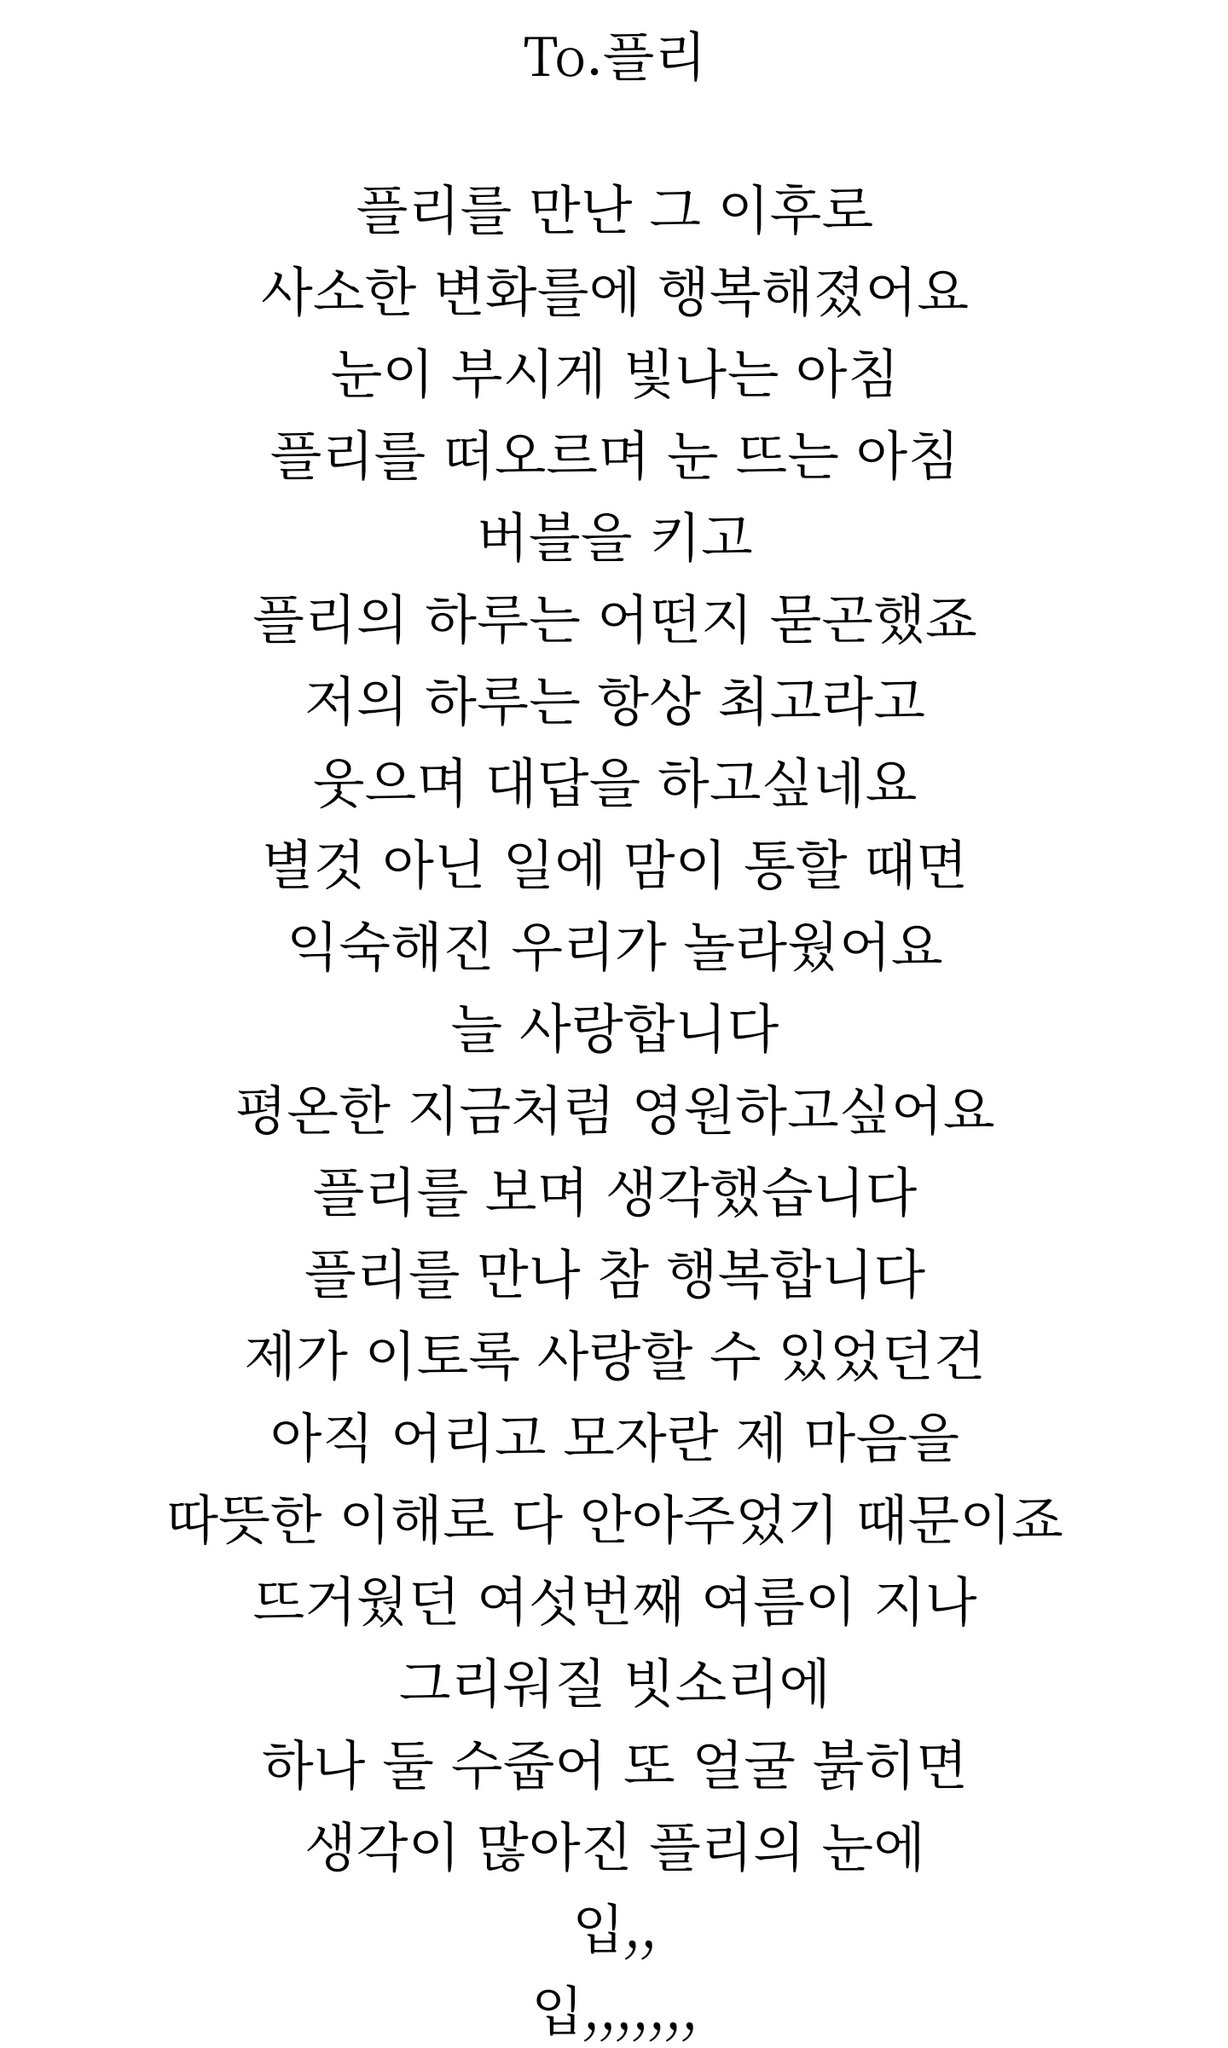 To.플리
플리를 만난 그 이후로
사소한 변화를에 행복해졌어요
눈이 부시게 빛나는 아침
플리를 떠오르며 눈 뜨는 아침
버블을 키고
플리의 하루는 어떤지 묻곤했죠
저의 하루는 항상 최고라고
웃으며 대답을 하고싶네요
별것 아닌 일에 맘이 통할 때면
익숙해진 우리가 놀라웠어요
늘 사랑합니다
평온한 지금처럼 영원하고싶어요
플리를 보며 생각했습니다
플리를 만나 참 행복합니다
제가 이토록 사랑할 수 있었던건
아직 어리고 모자란 제 마음을
따뜻한 이해로 다 안아주었기 때문이죠
뜨거웠던 여섯번째 여름이 지나
그리워질 빗소리에
하나 둘 수줍어 또 얼굴 붉히면
생각이 많아진 플리의 눈에
입,,
입,,,,,,,